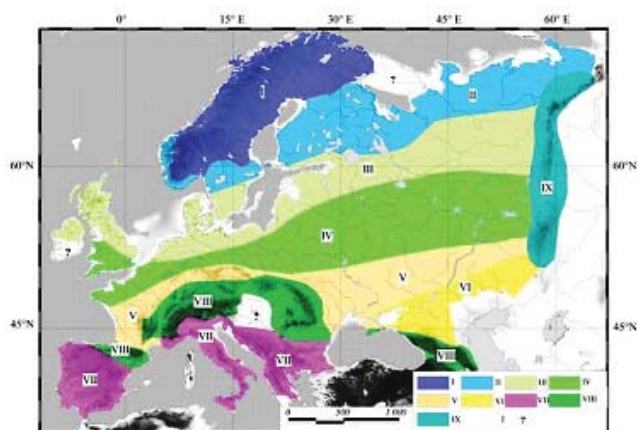 0° 15° E 30° E 45° E 60° E
I
?
II
60°N
60°N
III
IX
IV
V
VI
?
VIII
V
45°N
?
45°N
VIII
VII
VIII
VII
VII
I II III IV
V VI VII VIII
0 500 1 000
IX ?